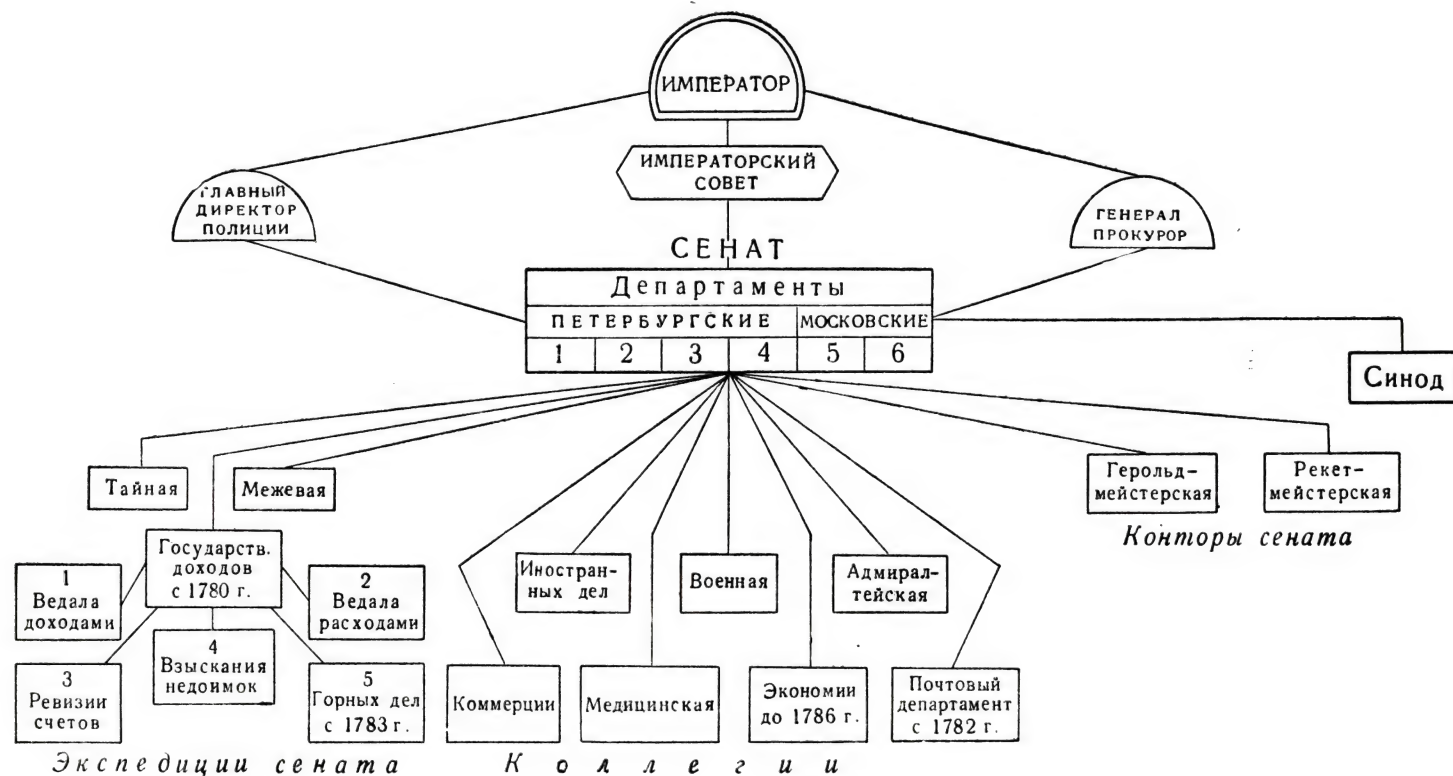 ИМПЕРАТОР
ИМПЕРАТОРСКИЙ
СОВЕТ
ГЛАВНЫЙ
ДИРЕКТОР
ПОЛИЦИИ
ГЕНЕРАЛ
ПРОКУРОР
СЕНАТ
Департаменты
ПЕТЕРБУРГСКИЕ
МОСКОВСКИЕ
1 2 3 4 5 6
Синод
Тайная
Межевая
Герольд-
мейстерская
Рекет-
мейстерская
Конторы сената
Государств.
доходов
с 1780 г.
1
Ведала
доходами
2
Ведала
расходами
3
Ревизии
счетов
4
Взыскания
недоимок
5
Горных дел
с 1783 г.
Экспедиции сената
Иностран-
ных дел
Военная
Адмирал-
тейская
Коммерции
Медицинская
Экономии
до 1786 г.
Почтовый
департамент
с 1782 г.
Коллегии